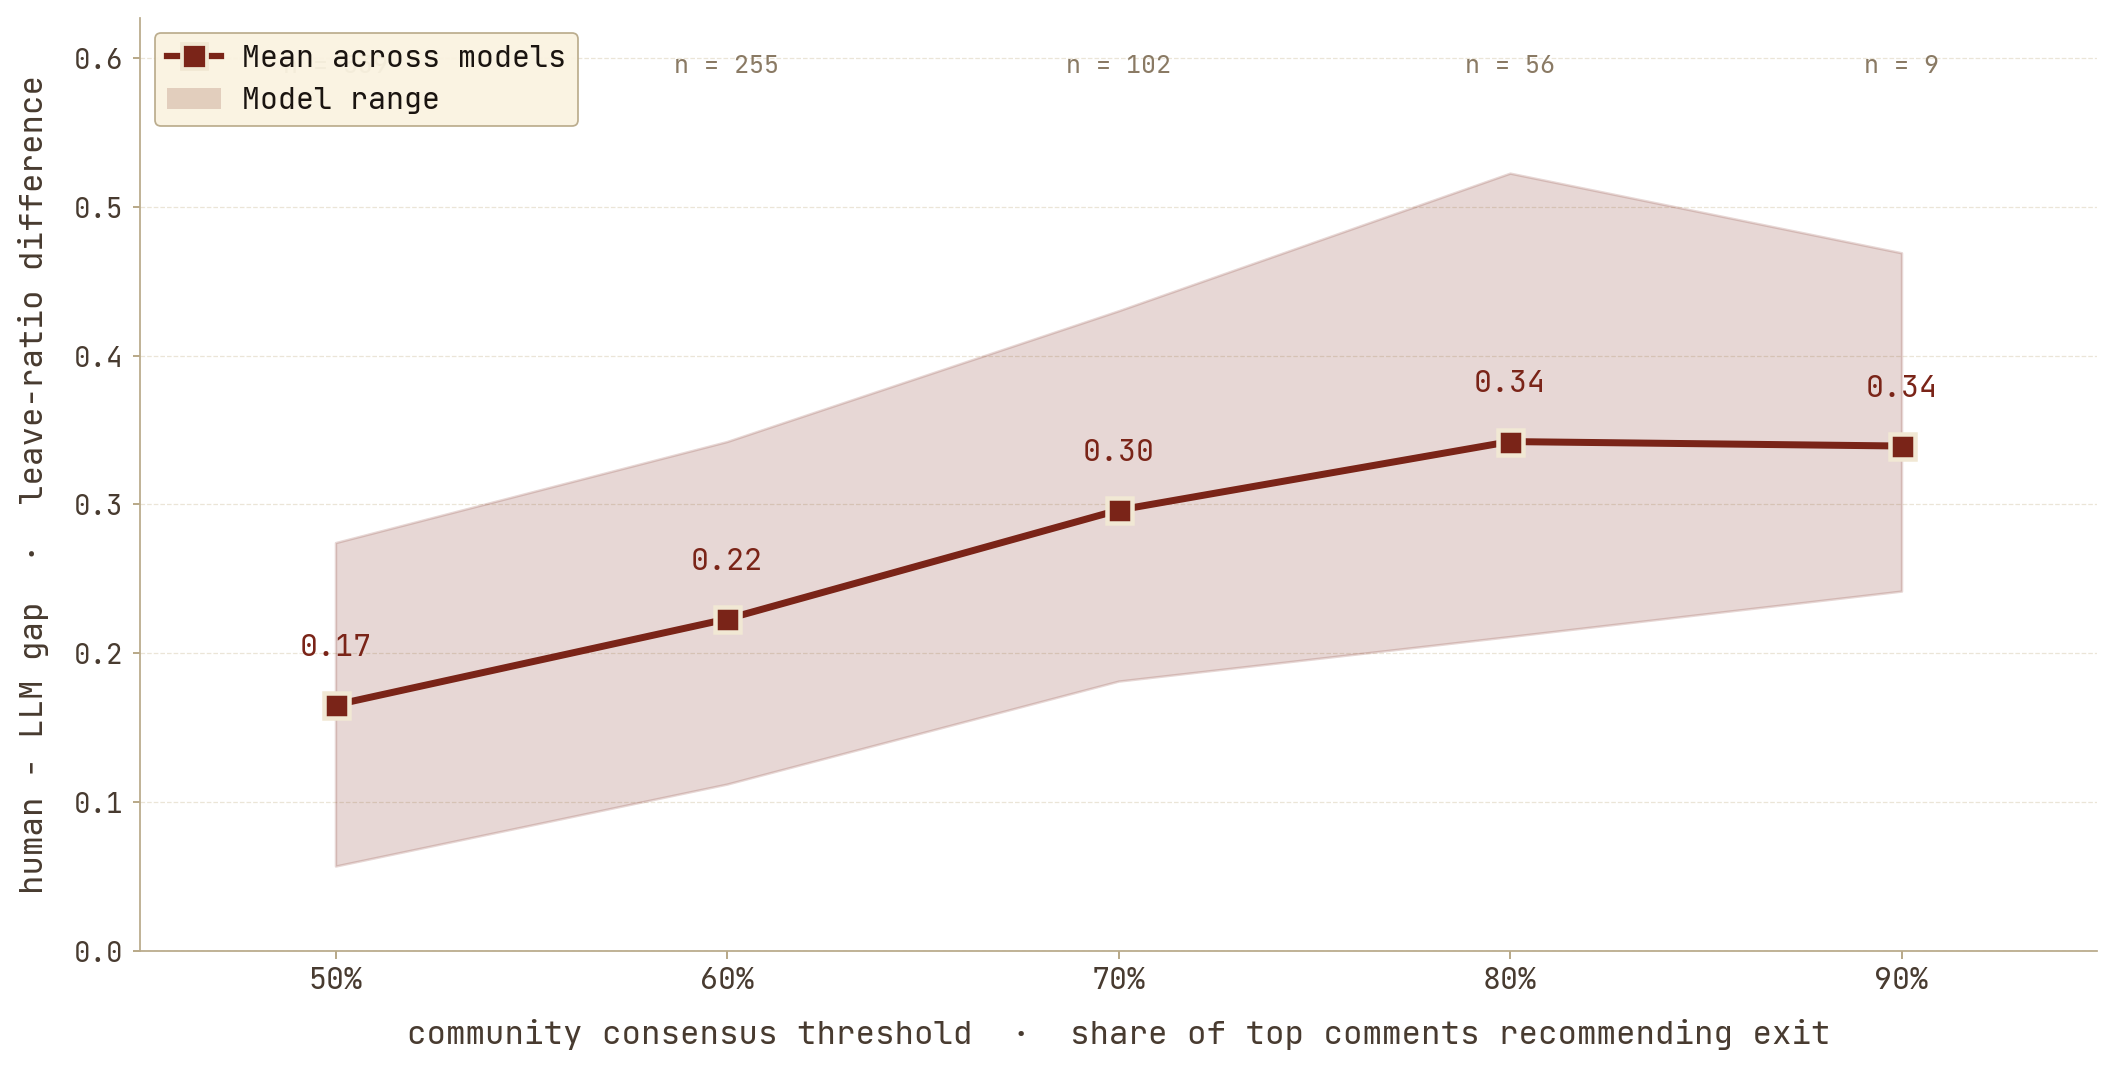 Mean across models
Model range
n = 255
n = 102
n = 56
n = 9
0.6
0.5
0.4
0.3
0.2
0.1
0.0
0.17
0.22
0.30
0.34
0.34
50%
60%
70%
80%
90%
human - LLM gap · leave-ratio difference
community consensus threshold · share of top comments recommending exit